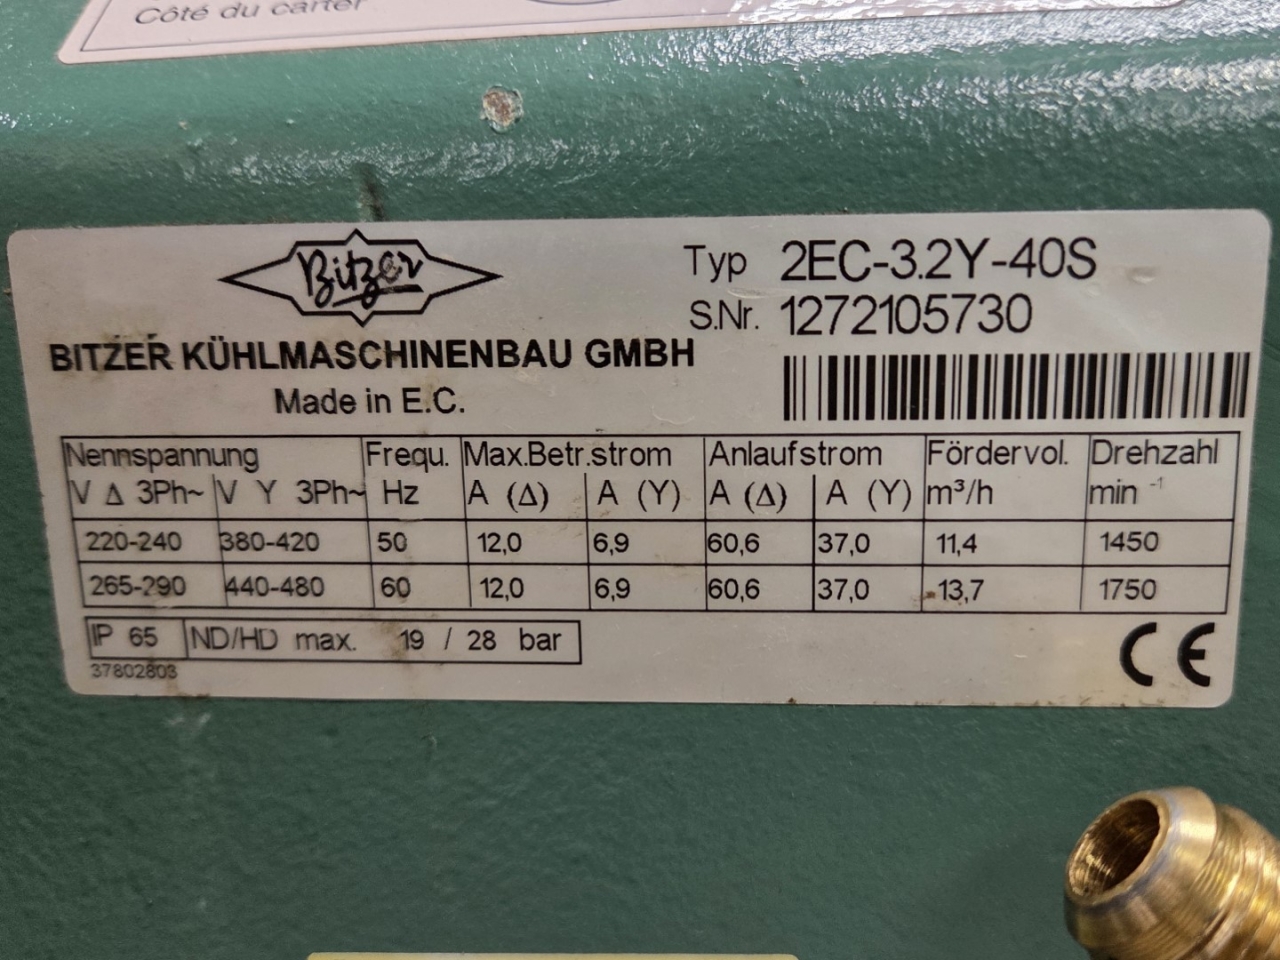 Côté du carter
Bitzer
Typ 2EC-3.2Y-40S
S.Nr. 1272105730
BITZER KÜHLMASCHINENBAU GMBH
Made in E.C.
Nennspannung Frequ. Max.Betr.strom Anlaufstrom Fördervol. Drehzahl
V Δ 3Ph~ V Y 3Ph~ Hz A (Δ) A (Y) A (Δ) A (Y) m³/h min⁻¹
220-240 380-420 50 12,0 6,9 60,6 37,0 11,4 1450
265-290 440-480 60 12,0 6,9 60,6 37,0 13,7 1750
IP 65 ND/HD max. 19 / 28 bar
37802803
CE